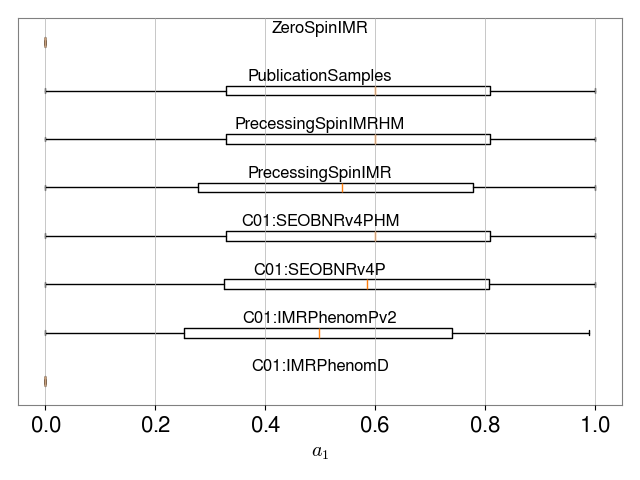 ZeroSpinIMR
PublicationSamples
PrecessingSpinIMRHM
PrecessingSpinIMR
C01:SEOBNRv4PHM
C01:SEOBNRv4P
C01:IMRPhenomPv2
C01:IMRPhenomD
0.0 0.2 0.4 0.6 0.8 1.0
a₁